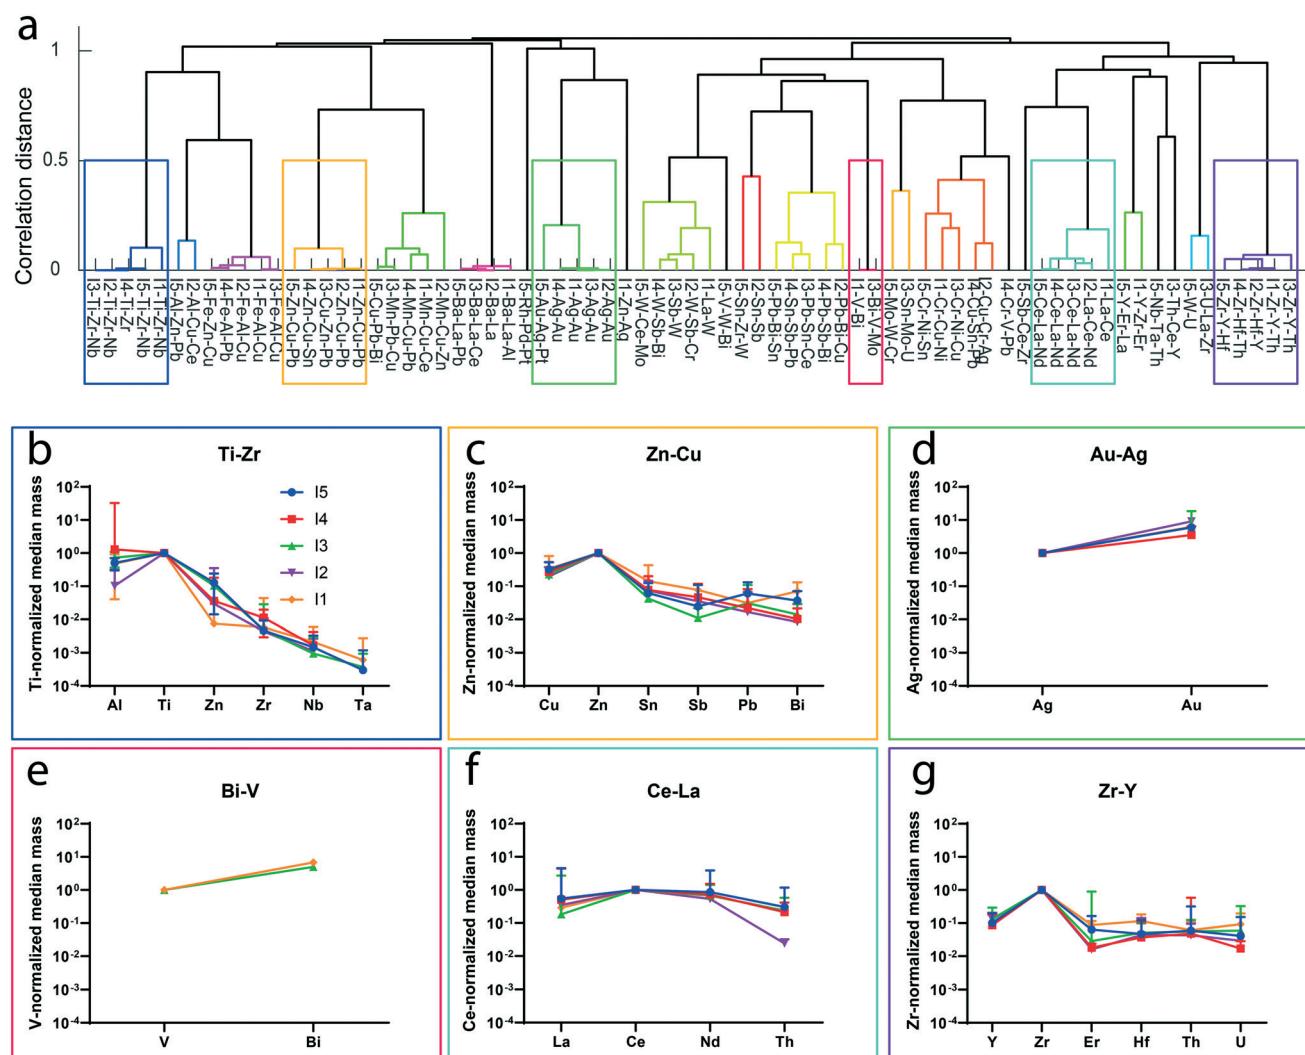 a
Correlation distance
1
0.5
0
I3-Ti-Zr-Nb
I2-Ti-Zr-Nb
I4-Ti-Zr
I5-Ti-Zr-Nb
I1-Ti-Zr-Nb
I5-Al-Zn-Pb
I2-Al-Cu-Ce
I5-Fe-Zn-Cu
I4-Fe-Al-Pb
I2-Fe-Al-Cu
I1-Fe-Al-Cu
I3-Fe-Al-Cu
I5-Zn-Cu-Pb
I4-Zn-Cu-Sn
I3-Cu-Zn-Pb
I2-Zn-Cu-Pb
I1-Zn-Cu-Pb
I5-Cu-Pb-Bi
I3-Mn-Pb-Cu
I4-Mn-Cu-Pb
I1-Mn-Cu-Ce
I2-Mn-Cu-Zn
I5-Ba-La-Pb
I3-Ba-La-Ce
I2-Ba-La
I1-Ba-La-Al
I5-Rh-Pd-Pt
I5-Au-Ag-Pt
I4-Ag-Au
I1-Ag-Au
I3-Ag-Au
I2-Ag-Au
I1-Zn-Ag
I5-W-Ce-Mo
I4-W-Sb-Bi
I3-Sb-W
I2-W-Sb-Cr
I1-La-W
I5-V-W-Bi
I5-Sn-Zr-W
I2-Sn-Sb
I5-Pb-Bi-Sn
I4-Sn-Sb-Pb
I3-Pb-Sn-Ce
I4-Pb-Sb-Bi
I2-Pb-Bi-Cu
I1-V-Bi
I3-Bi-V-Mo
I5-Mo-W-Cr
I3-Sn-Mo-U
I5-Cr-Ni-Sn
I1-Cr-Cu-Ni
I3-Cr-Ni-Cu
I4-Cu-Sn-Pb
I2-Cu-Cr-Ag
I4-Cr-V-Pb
I5-Sb-Ce-Zr
I5-Ce-La-Nd
I4-Ce-La-Nd
I3-Ce-La-Nd
I2-La-Ce-Nd
I1-La-Ce
I5-Y-Er-La
I1-Y-Zr-Er
I5-Nb-Ta-Th
I3-Th-Ce-Y
I5-W-U
I3-U-La-Zr
I5-Zr-Y-Hf
I4-Zr-Hf-Th
I2-Zr-Hf-Y
I1-Zr-Y-Th
I3-Zr-Y-Th
b
Ti-Zr
Ti-normalized median mass
10²
10¹
10⁰
10⁻¹
10⁻²
10⁻³
10⁻⁴
I5
I4
I3
I2
I1
Al Ti Zn Zr Nb Ta
c
Zn-Cu
Zn-normalized median mass
10²
10¹
10⁰
10⁻¹
10⁻²
10⁻³
10⁻⁴
Cu Zn Sn Sb Pb Bi
d
Au-Ag
Ag-normalized median mass
10²
10¹
10⁰
10⁻¹
10⁻²
10⁻³
10⁻⁴
Ag Au
e
Bi-V
V-normalized median mass
10²
10¹
10⁰
10⁻¹
10⁻²
10⁻³
10⁻⁴
V Bi
f
Ce-La
Ce-normalized median mass
10²
10¹
10⁰
10⁻¹
10⁻²
10⁻³
10⁻⁴
La Ce Nd Th
g
Zr-Y
Zr-normalized median mass
10²
10¹
10⁰
10⁻¹
10⁻²
10⁻³
10⁻⁴
Y Zr Er Hf Th U